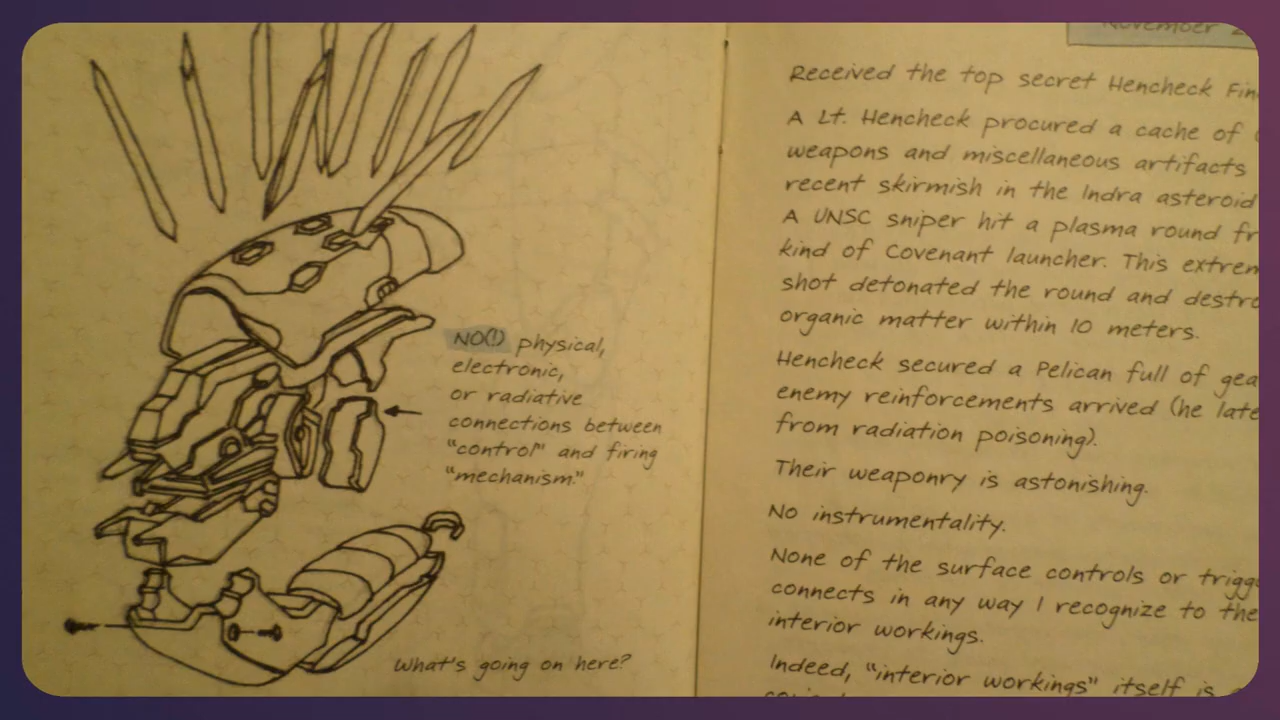 NO(!) physical,
electronic,
or radiative
connections between
"control" and firing
"mechanism."
What's going on here?
November
Received the top secret Hencheck
A Lt. Hencheck procured a cache of
weapons and miscellaneous artifacts
recent skirmish in the Indra asteroid
A UNSC sniper hit a plasma round
kind of Covenant launcher. This
shot detonated the round and
organic matter within 10 meters.
Hencheck secured a Pelican full of
enemy reinforcements arrived (he
from radiation poisoning).
Their weaponry is astonishing.
No instrumentality.
None of the surface controls or
connects in any way I recognize to the
interior workings.
Indeed, "interior workings" itself is